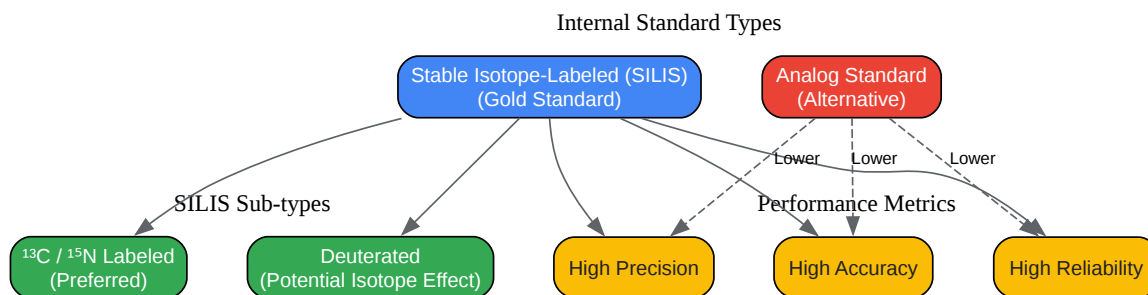 Internal Standard Types
Stable Isotope-Labeled (SILIS)
(Gold Standard)
Analog Standard
(Alternative)
Lower
Lower
Lower
SILIS Sub-types
Performance Metrics
¹³C / ¹⁵N Labeled
(Preferred)
Deuterated
(Potential Isotope Effect)
High Precision
High Accuracy
High Reliability